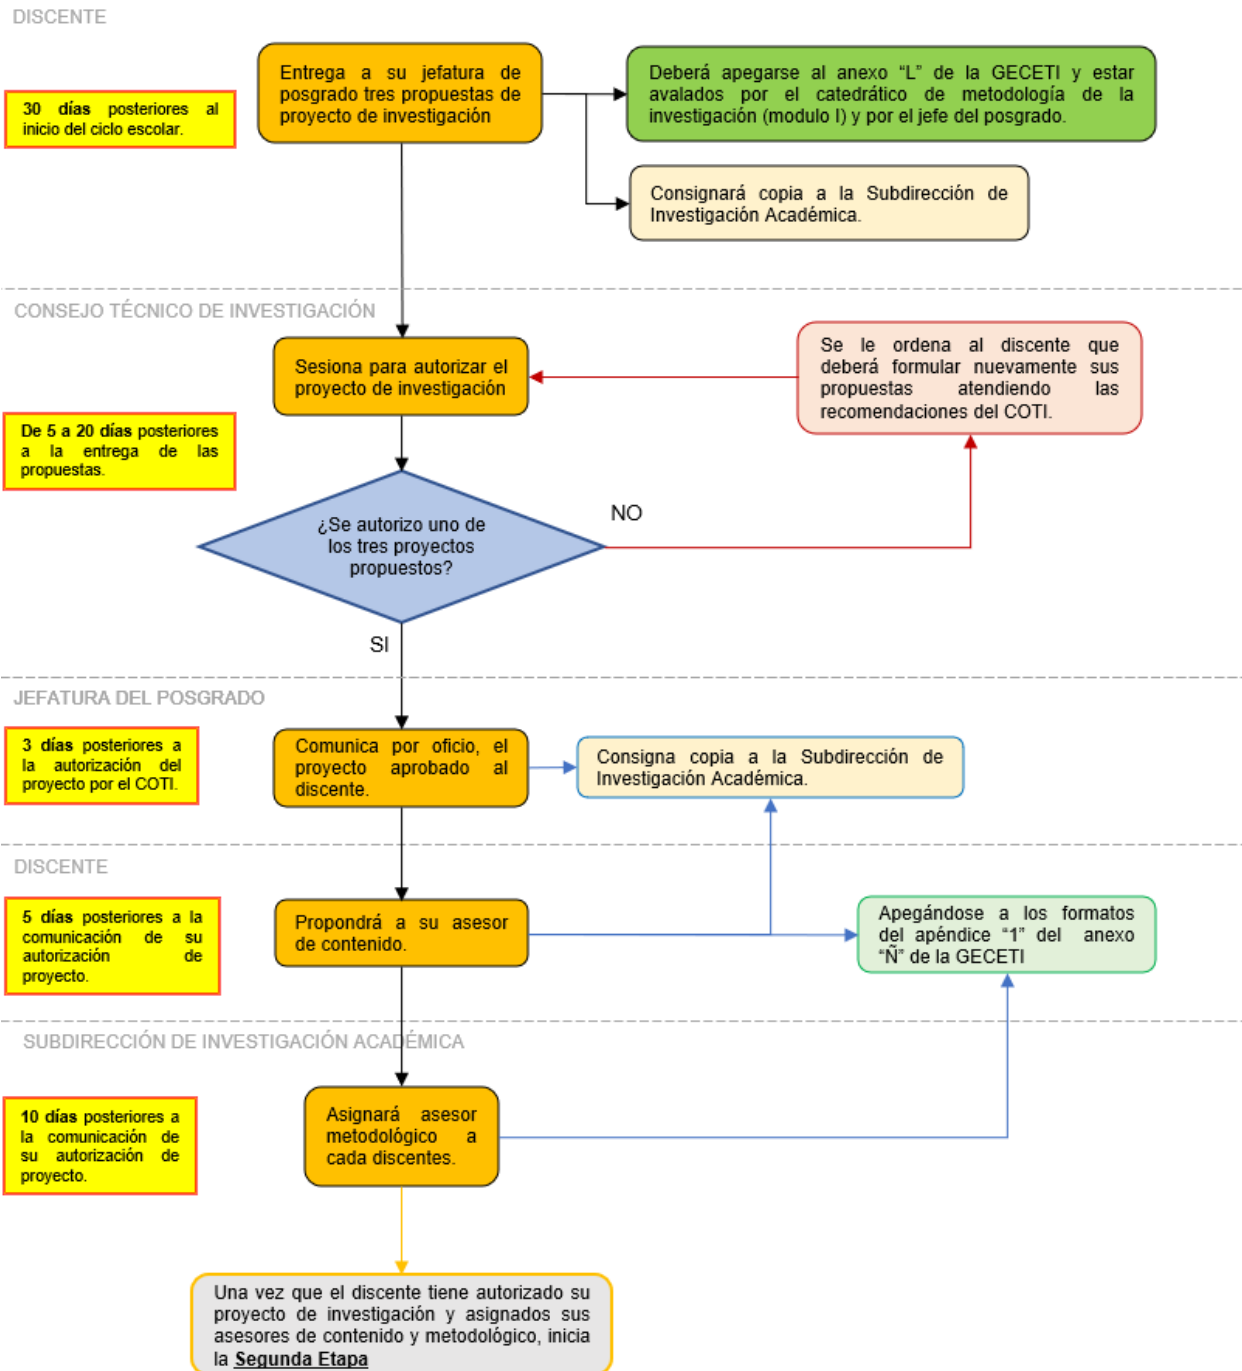 DISCENTE
30 días posteriores al
inicio del ciclo escolar.
Entrega a su jefatura de
posgrado tres propuestas de
proyecto de investigación
Deberá apegarse al anexo “L” de la GECETI y estar
avalados por el catedrático de metodología de la
investigación (modulo I) y por el jefe del posgrado.
Consignará copia a la Subdirección de
Investigación Académica.
CONSEJO TÉCNICO DE INVESTIGACIÓN
Sesiona para autorizar el
proyecto de investigación
Se le ordena al discente que
deberá formular nuevamente sus
propuestas atendiendo las
recomendaciones del COTI.
De 5 a 20 días posteriores
a la entrega de las
propuestas.
¿Se autorizo uno de
los tres proyectos
propuestos?
NO
SI
JEFATURA DEL POSGRADO
3 días posteriores a
la autorización del
proyecto por el COTI.
Comunica por oficio, el
proyecto aprobado al
discente.
Consigna copia a la Subdirección de
Investigación Académica.
DISCENTE
5 días posteriores a la
comunicación de su
autorización de
proyecto.
Propondrá a su asesor
de contenido.
Apegándose a los formatos
del apéndice “1” del anexo
“Ñ” de la GECETI
SUBDIRECCIÓN DE INVESTIGACIÓN ACADÉMICA
10 días posteriores a
la comunicación de
su autorización de
proyecto.
Asignará asesor
metodológico a
cada discentes.
Una vez que el discente tiene autorizado su
proyecto de investigación y asignados sus
asesores de contenido y metodológico, inicia
la Segunda Etapa